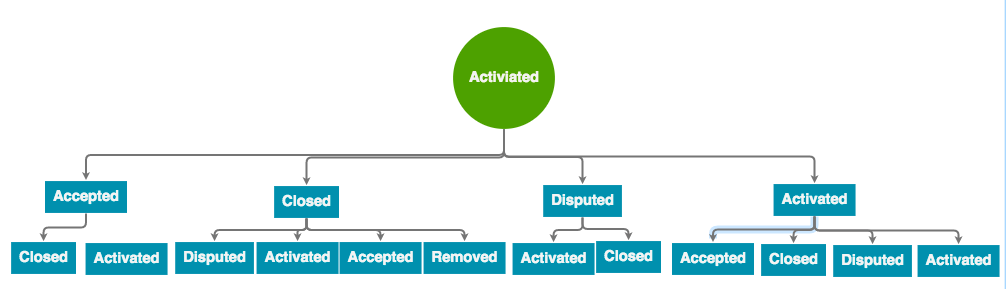 Activiated
Accepted
Closed
Disputed
Activated
Closed
Activated
Disputed
Activated
Accepted
Removed
Activated
Closed
Accepted
Closed
Disputed
Activated